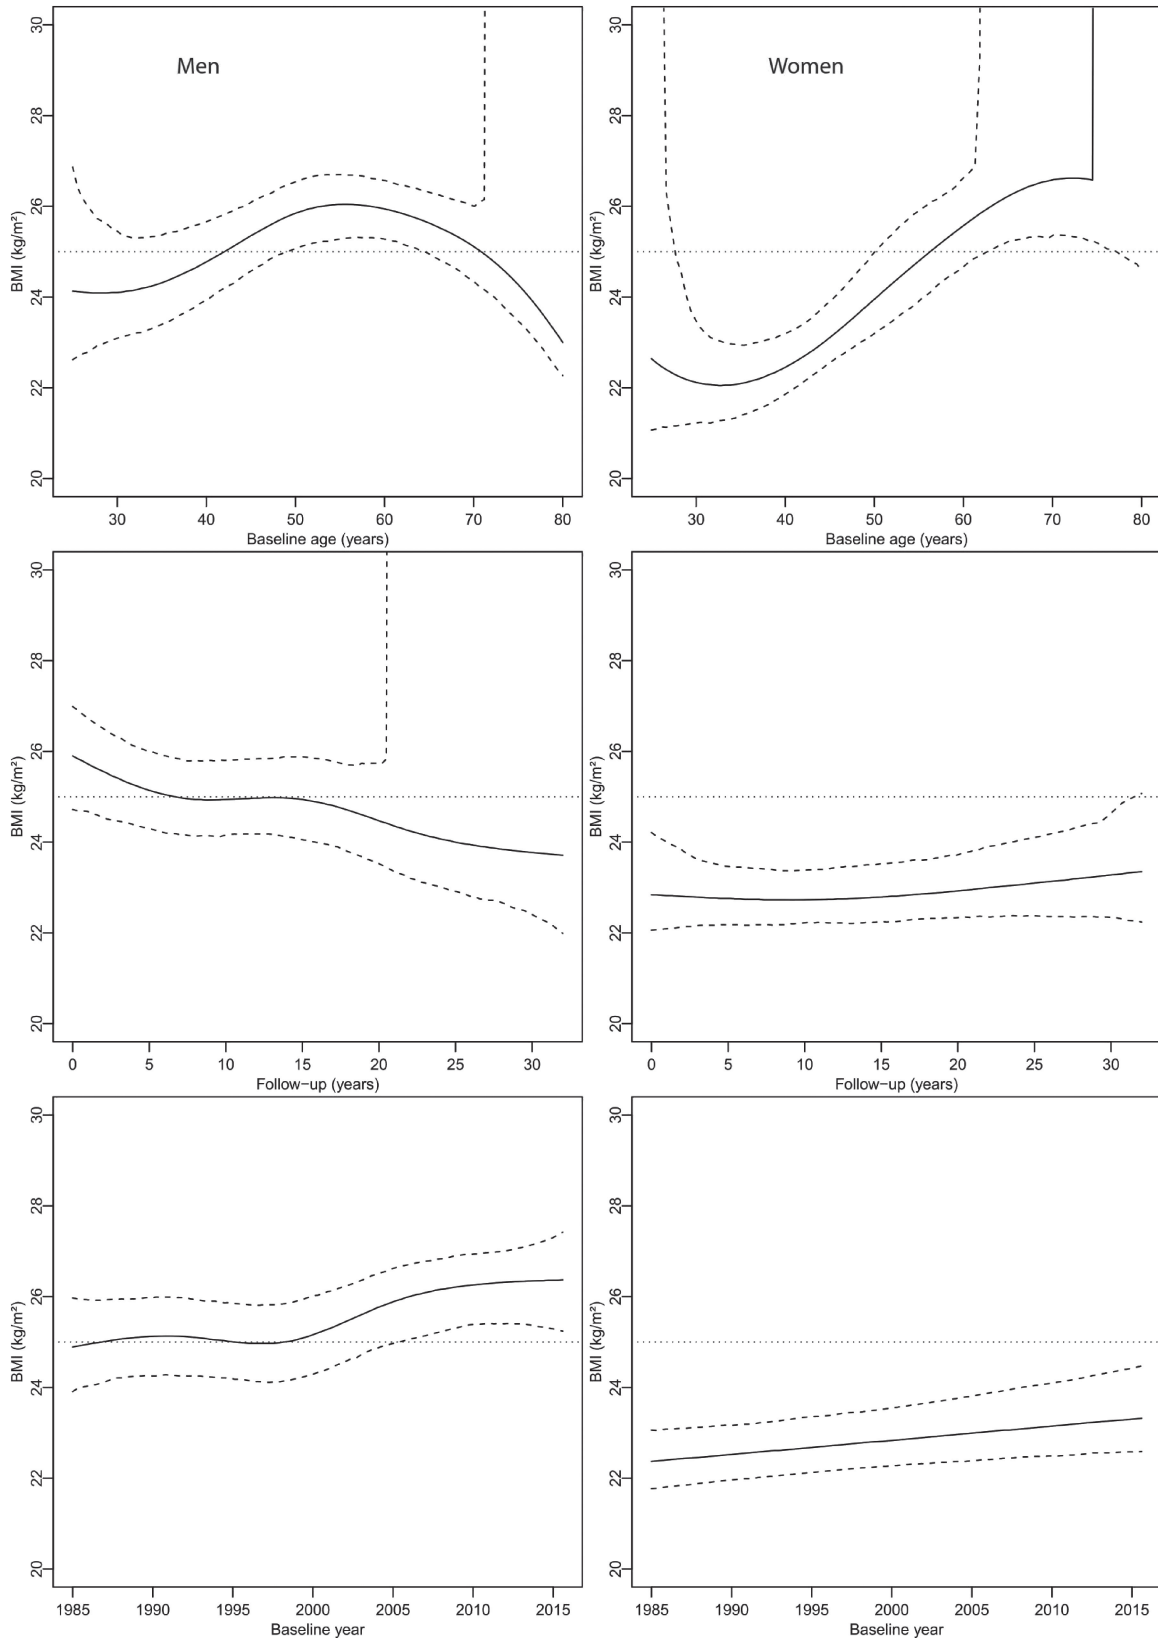 Men
BMI (kg/m²)
30
28
26
24
22
20
30 40 50 60 70 80
Baseline age (years)
Women
BMI (kg/m²)
30
28
26
24
22
20
30 40 50 60 70 80
Baseline age (years)
BMI (kg/m²)
30
28
26
24
22
20
0 5 10 15 20 25 30
Follow−up (years)
BMI (kg/m²)
30
28
26
24
22
20
0 5 10 15 20 25 30
Follow−up (years)
BMI (kg/m²)
30
28
26
24
22
20
1985 1990 1995 2000 2005 2010 2015
Baseline year
BMI (kg/m²)
30
28
26
24
22
20
1985 1990 1995 2000 2005 2010 2015
Baseline year